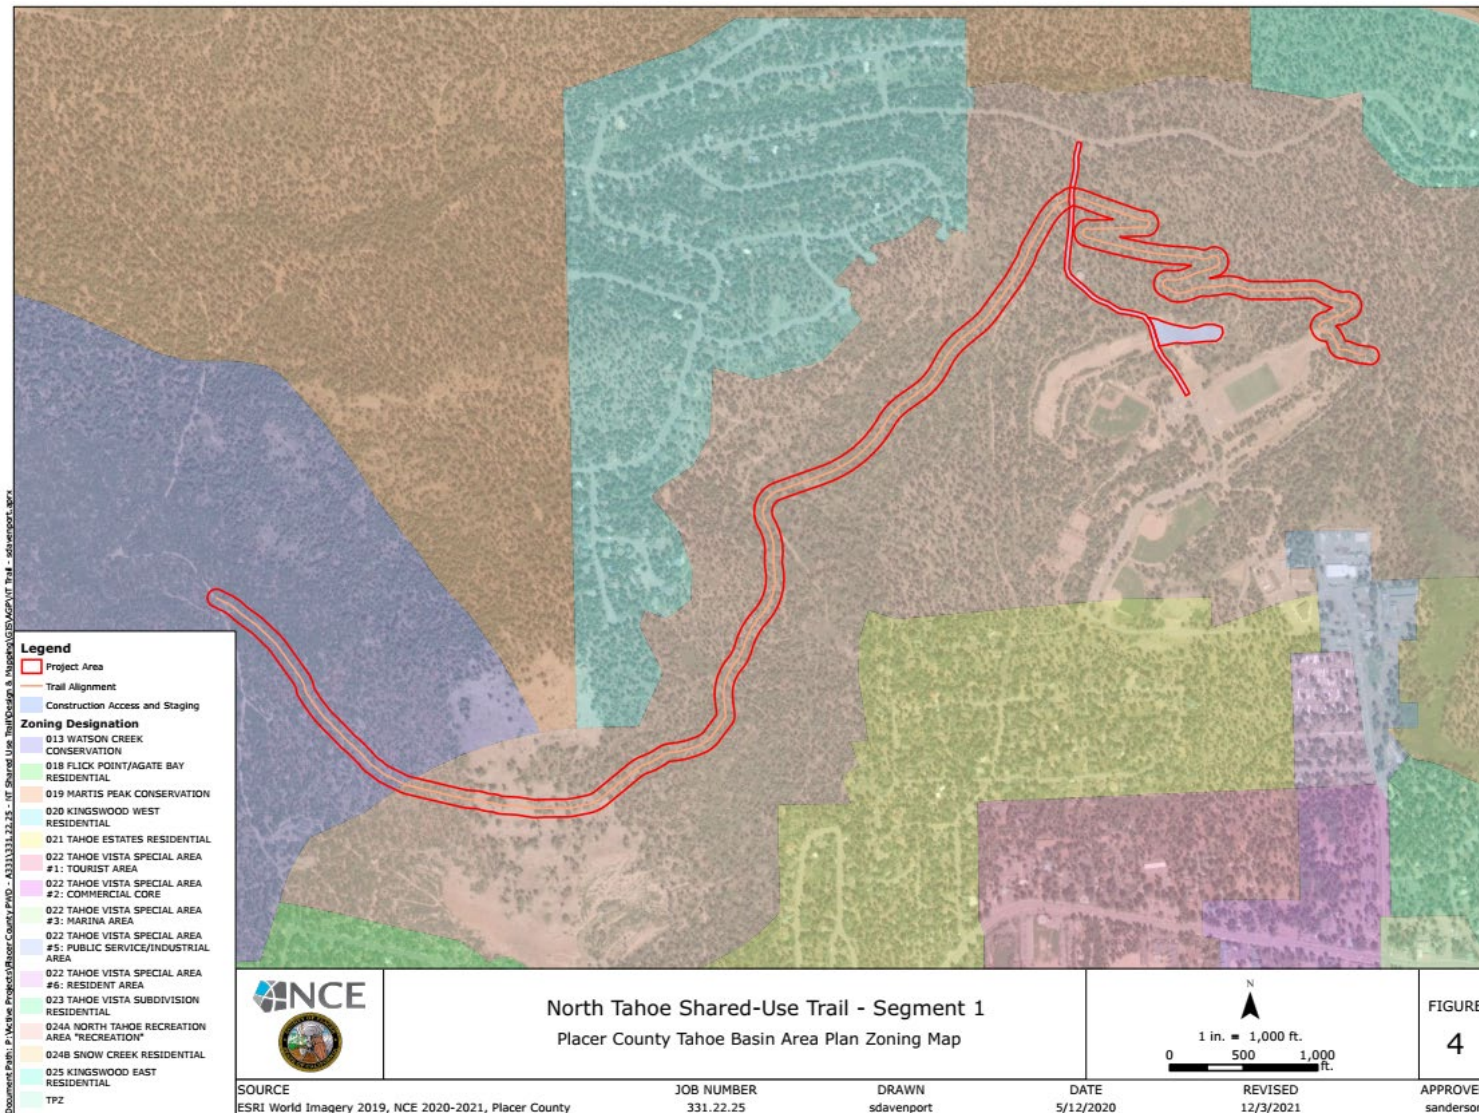 Legend
Project Area
Trail Alignment
Construction Access and Staging
Zoning Designation
013 WATSON CREEK
CONSERVATION
018 FLICK POINT/AGATE BAY
RESIDENTIAL
019 MARTIS PEAK CONSERVATION
020 KINGSWOOD WEST
RESIDENTIAL
021 TAHOE ESTATES RESIDENTIAL
022 TAHOE VISTA SPECIAL AREA
#1: TOURIST AREA
022 TAHOE VISTA SPECIAL AREA
#2: COMMERCIAL CORE
022 TAHOE VISTA SPECIAL AREA
#3: MARINA AREA
022 TAHOE VISTA SPECIAL AREA
#5: PUBLIC SERVICE/INDUSTRIAL
AREA
022 TAHOE VISTA SPECIAL AREA
#6: RESIDENT AREA
023 TAHOE VISTA SUBDIVISION
RESIDENTIAL
024A NORTH TAHOE RECREATION
AREA "RECREATION"
024B SNOW CREEK RESIDENTIAL
025 KINGSWOOD EAST
RESIDENTIAL
TPZ
NCE
North Tahoe Shared-Use Trail - Segment 1
Placer County Tahoe Basin Area Plan Zoning Map
N
1 in. = 1,000 ft.
0 500 1,000
ft.
FIGURE
4
SOURCE
ESRI World Imagery 2019, NCE 2020-2021, Placer County
JOB NUMBER
331.22.25
DRAWN
sdavenport
DATE
5/12/2020
REVISED
12/3/2021
APPROVE
sanderso